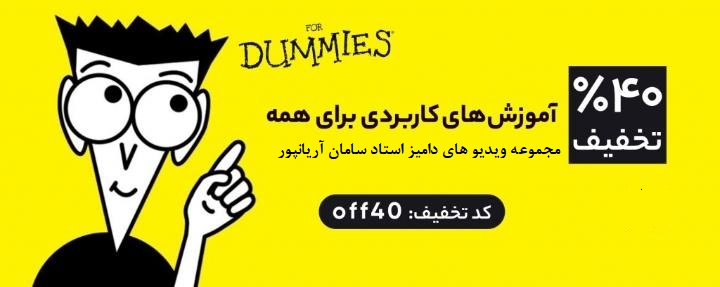 FOR
DUMMIES®
%۴۰
تخفیف
آموزش‌های کاربردی برای همه
مجموعه ویدیو های دامیز استاد سامان آریانپور
کد تخفیف: off40